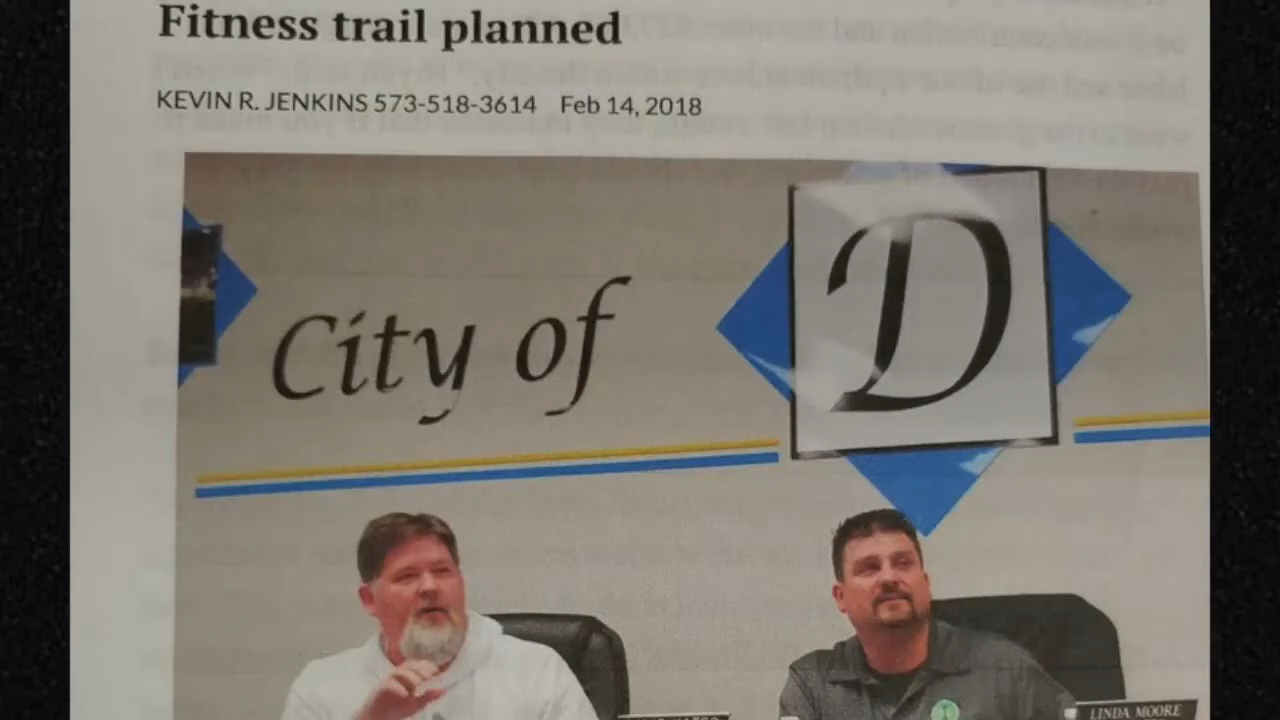 Fitness trail planned
KEVIN R. JENKINS 573-518-3614 Feb 14, 2018
City of D
LINDA MOORE